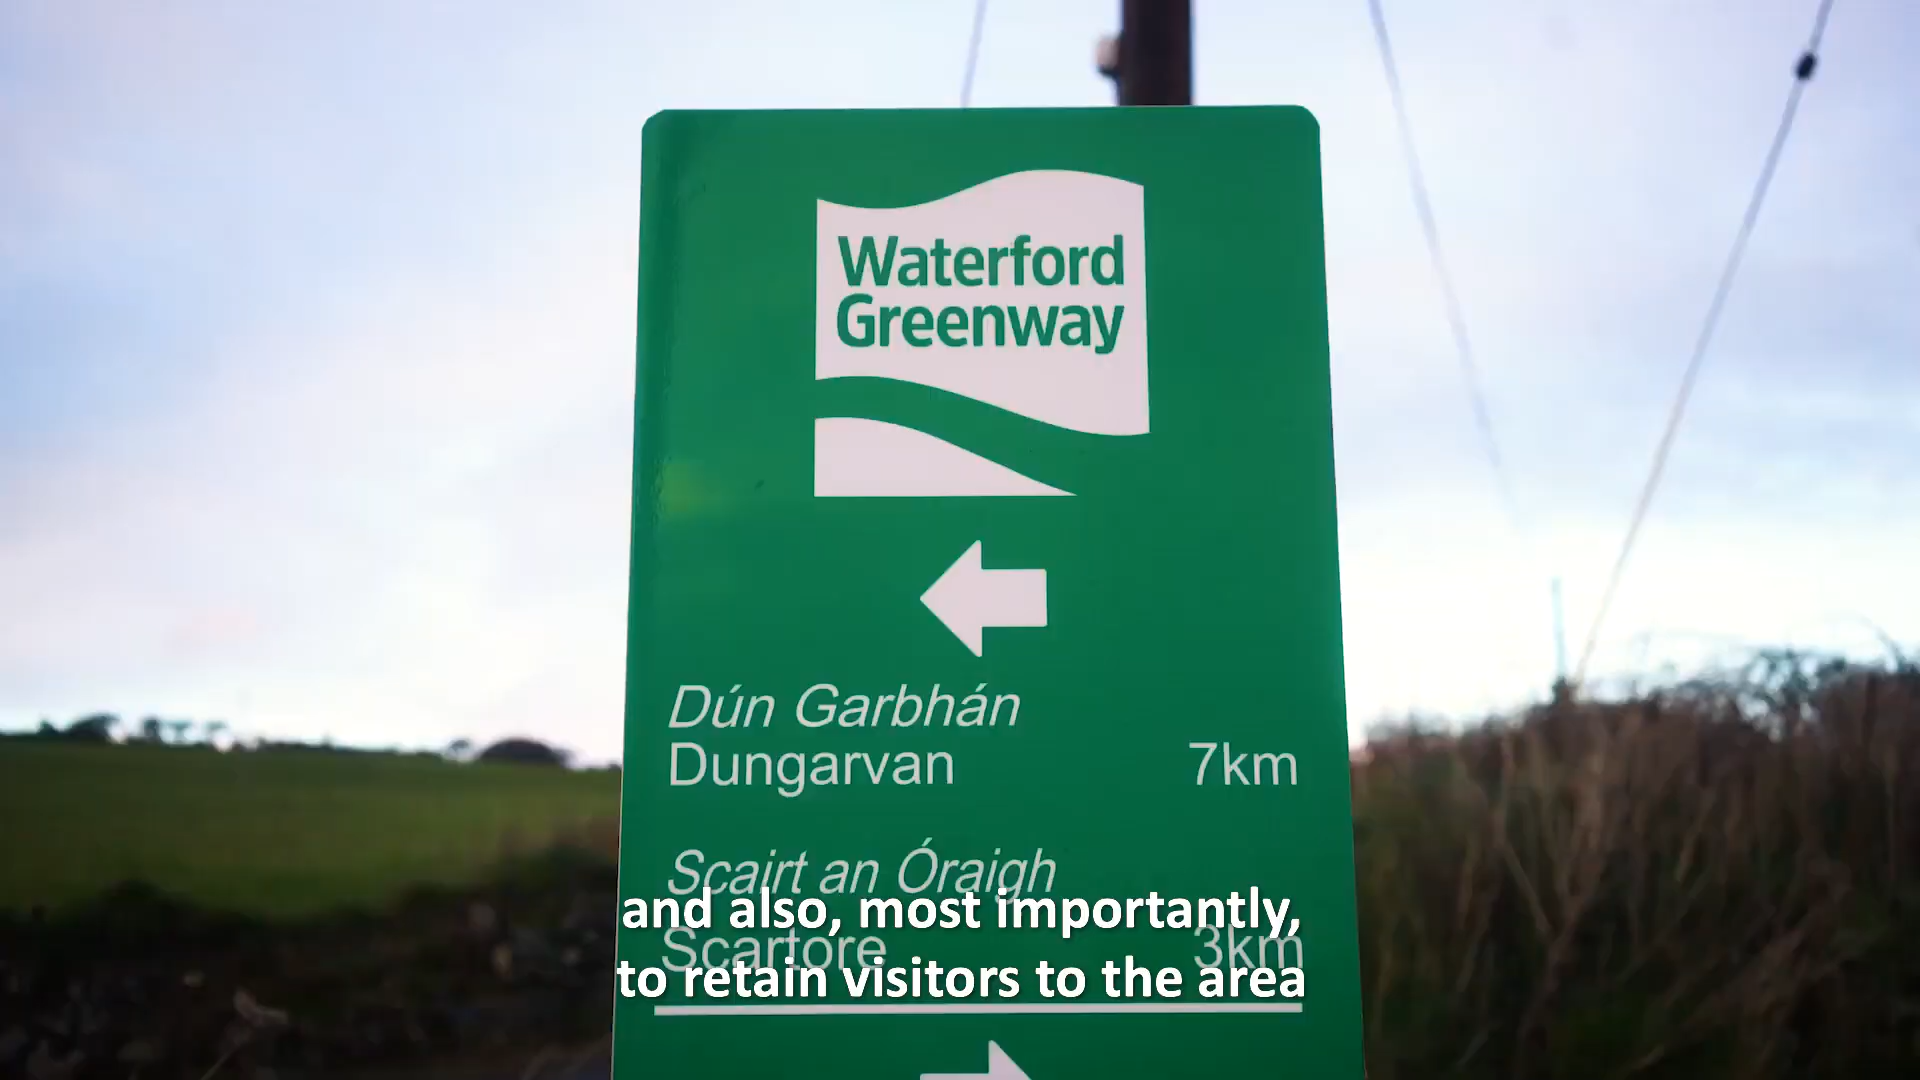 Waterford
Greenway
Dún Garbhán
Dungarvan 7km
Scairt an Óraigh
Scartore 3km
and also, most importantly,
to retain visitors to the area